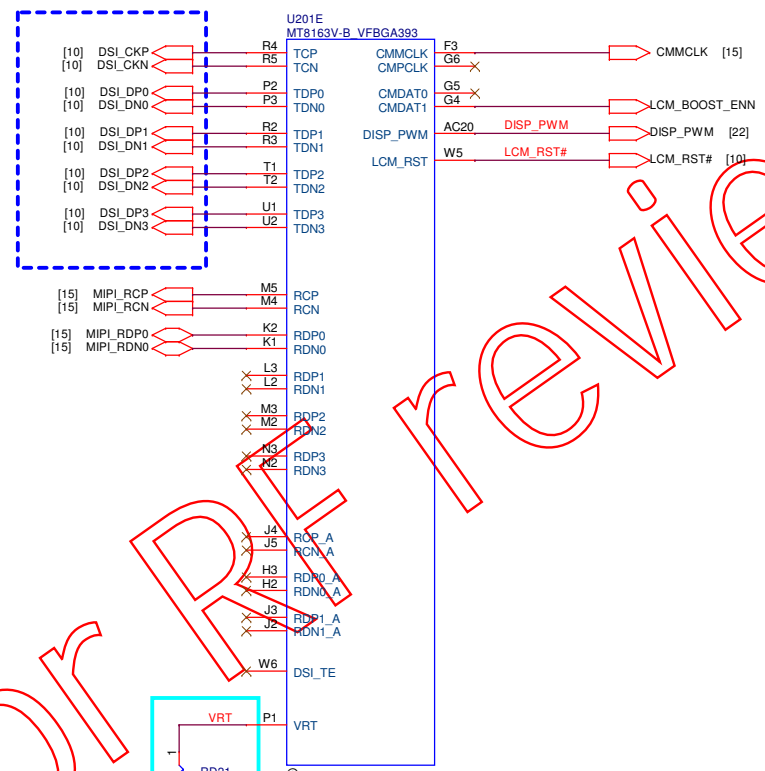 U201E
MT8163V-B_VFBGA393
[10] DSI_CKP R4 TCP CMMCLK F3 CMMCLK [15]
[10] DSI_CKN R5 TCN CMPCLK G6
[10] DSI_DP0 P2 TDP0 CMDAT0 G5
[10] DSI_DN0 P3 TDN0 CMDAT1 G4 LCM_BOOST_ENN
[10] DSI_DP1 R2 TDP1 DISP_PWM AC20 DISP_PWM DISP_PWM [22]
[10] DSI_DN1 R3 TDN1
[10] DSI_DP2 T1 TDP2 LCM_RST W5 LCM_RST# LCM_RST# [10]
[10] DSI_DN2 T2 TDN2
[10] DSI_DP3 U1 TDP3
[10] DSI_DN3 U2 TDN3
[15] MIPI_RCP M5 RCP
[15] MIPI_RCN M4 RCN
[15] MIPI_RDP0 K2 RDP0
[15] MIPI_RDN0 K1 RDN0
L3 RDP1
L2 RDN1
M3 RDP2
M2 RDN2
N3 RDP3
N2 RDN3
J4 RCP_A
J5 RCN_A
H3 RDP0_A
H2 RDN0_A
J3 RDP1_A
J2 RDN1_A
W6 DSI_TE
VRT P1 VRT
1
or RF revie